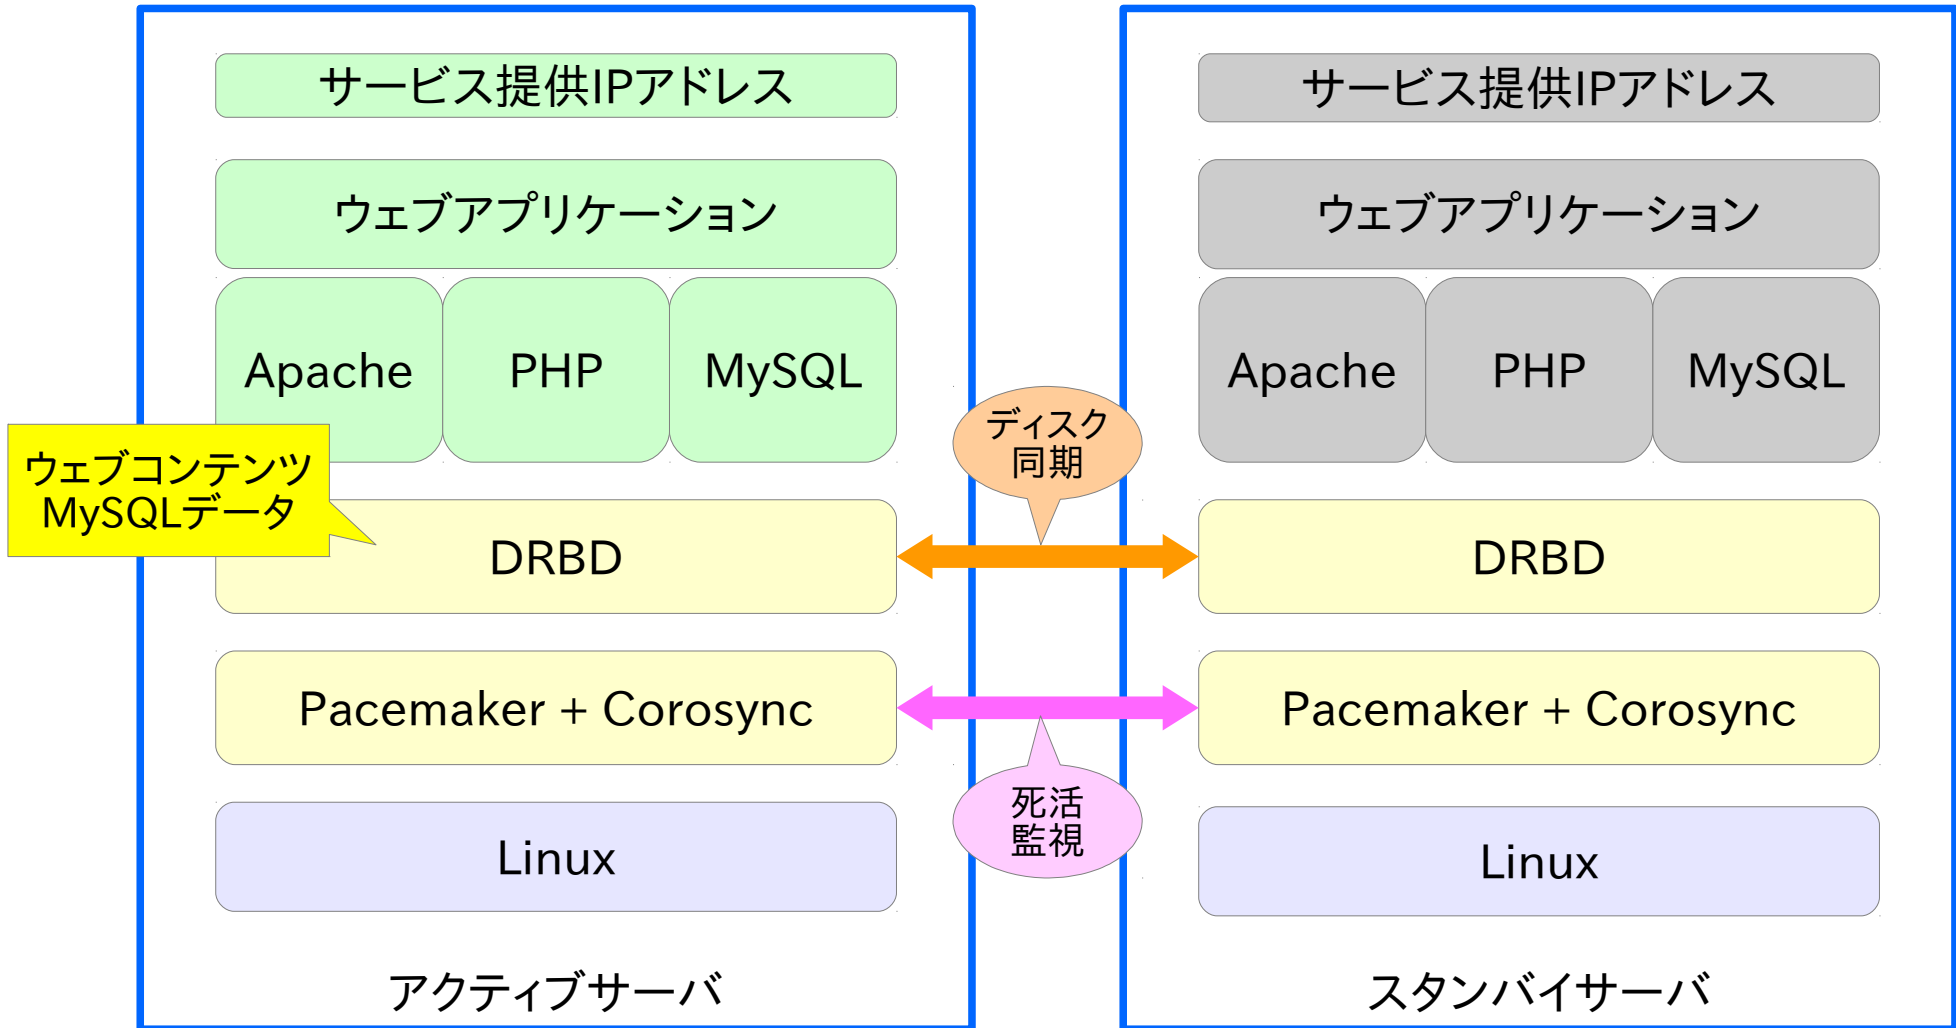 サービス提供IPアドレス
ウェブアプリケーション
Apache
PHP
MySQL
ウェブコンテンツ
MySQLデータ
DRBD
Pacemaker + Corosync
Linux
アクティブサーバ
ディスク
同期
死活
監視
サービス提供IPアドレス
ウェブアプリケーション
Apache
PHP
MySQL
DRBD
Pacemaker + Corosync
Linux
スタンバイサーバ